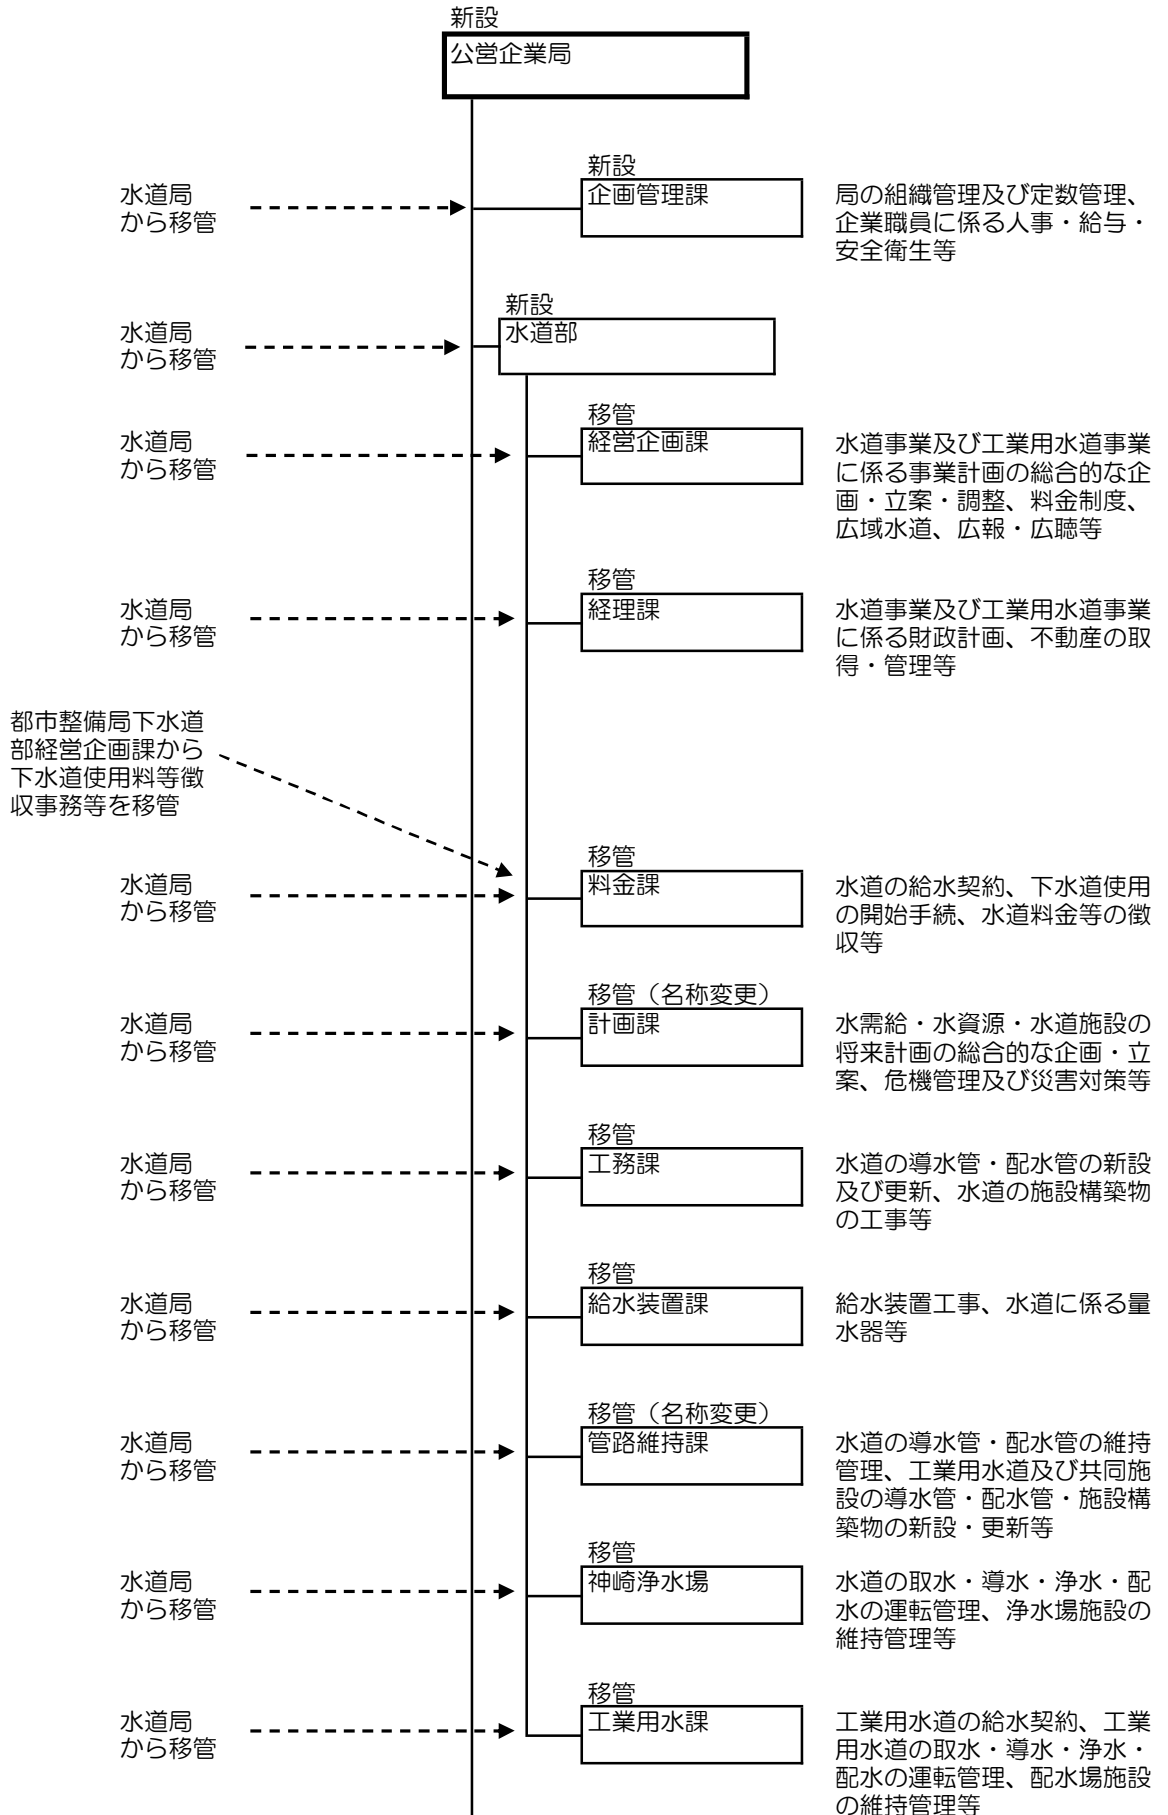 新設
公営企業局
水道局
から移管
新設
企画管理課
局の組織管理及び定数管理、
企業職員に係る人事・給与・
安全衛生等
水道局
から移管
新設
水道部
水道局
から移管
移管
経営企画課
水道事業及び工業用水道事業
に係る事業計画の総合的な企
画・立案・調整、料金制度、
広域水道、広報・広聴等
水道局
から移管
移管
経理課
水道事業及び工業用水道事業
に係る財政計画、不動産の取
得・管理等
都市整備局下水道
部経営企画課から
下水道使用料等徴
収事務等を移管
水道局
から移管
移管
料金課
水道の給水契約、下水道使用
の開始手続、水道料金等の徴
収等
水道局
から移管
移管（名称変更）
計画課
水需給・水資源・水道施設の
将来計画の総合的な企画・立
案、危機管理及び災害対策等
水道局
から移管
移管
工務課
水道の導水管・配水管の新設
及び更新、水道の施設構築物
の工事等
水道局
から移管
移管
給水装置課
給水装置工事、水道に係る量
水器等
水道局
から移管
移管（名称変更）
管路維持課
水道の導水管・配水管の維持
管理、工業用水道及び共同施
設の導水管・配水管・施設構
築物の新設・更新等
水道局
から移管
移管
神崎浄水場
水道の取水・導水・浄水・配
水の運転管理、浄水場施設の
維持管理等
水道局
から移管
移管
工業用水課
工業用水道の給水契約、工業
用水道の取水・導水・浄水・
配水の運転管理、配水場施設
の維持管理等